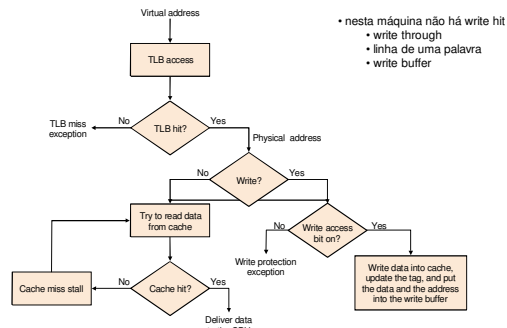 Virtual address
• nesta máquina não há write hit
• write through
• linha de uma palavra
• write buffer
TLB access
TLB miss
exception
No
TLB hit?
Yes
Physical address
No
Write?
Yes
Try to read data
from cache
No
Write access
bit on?
Yes
Write protection
exception
Write data into cache,
update the tag, and put
the data and the address
into the write buffer
Cache miss stall
No
Cache hit?
Yes
Deliver data